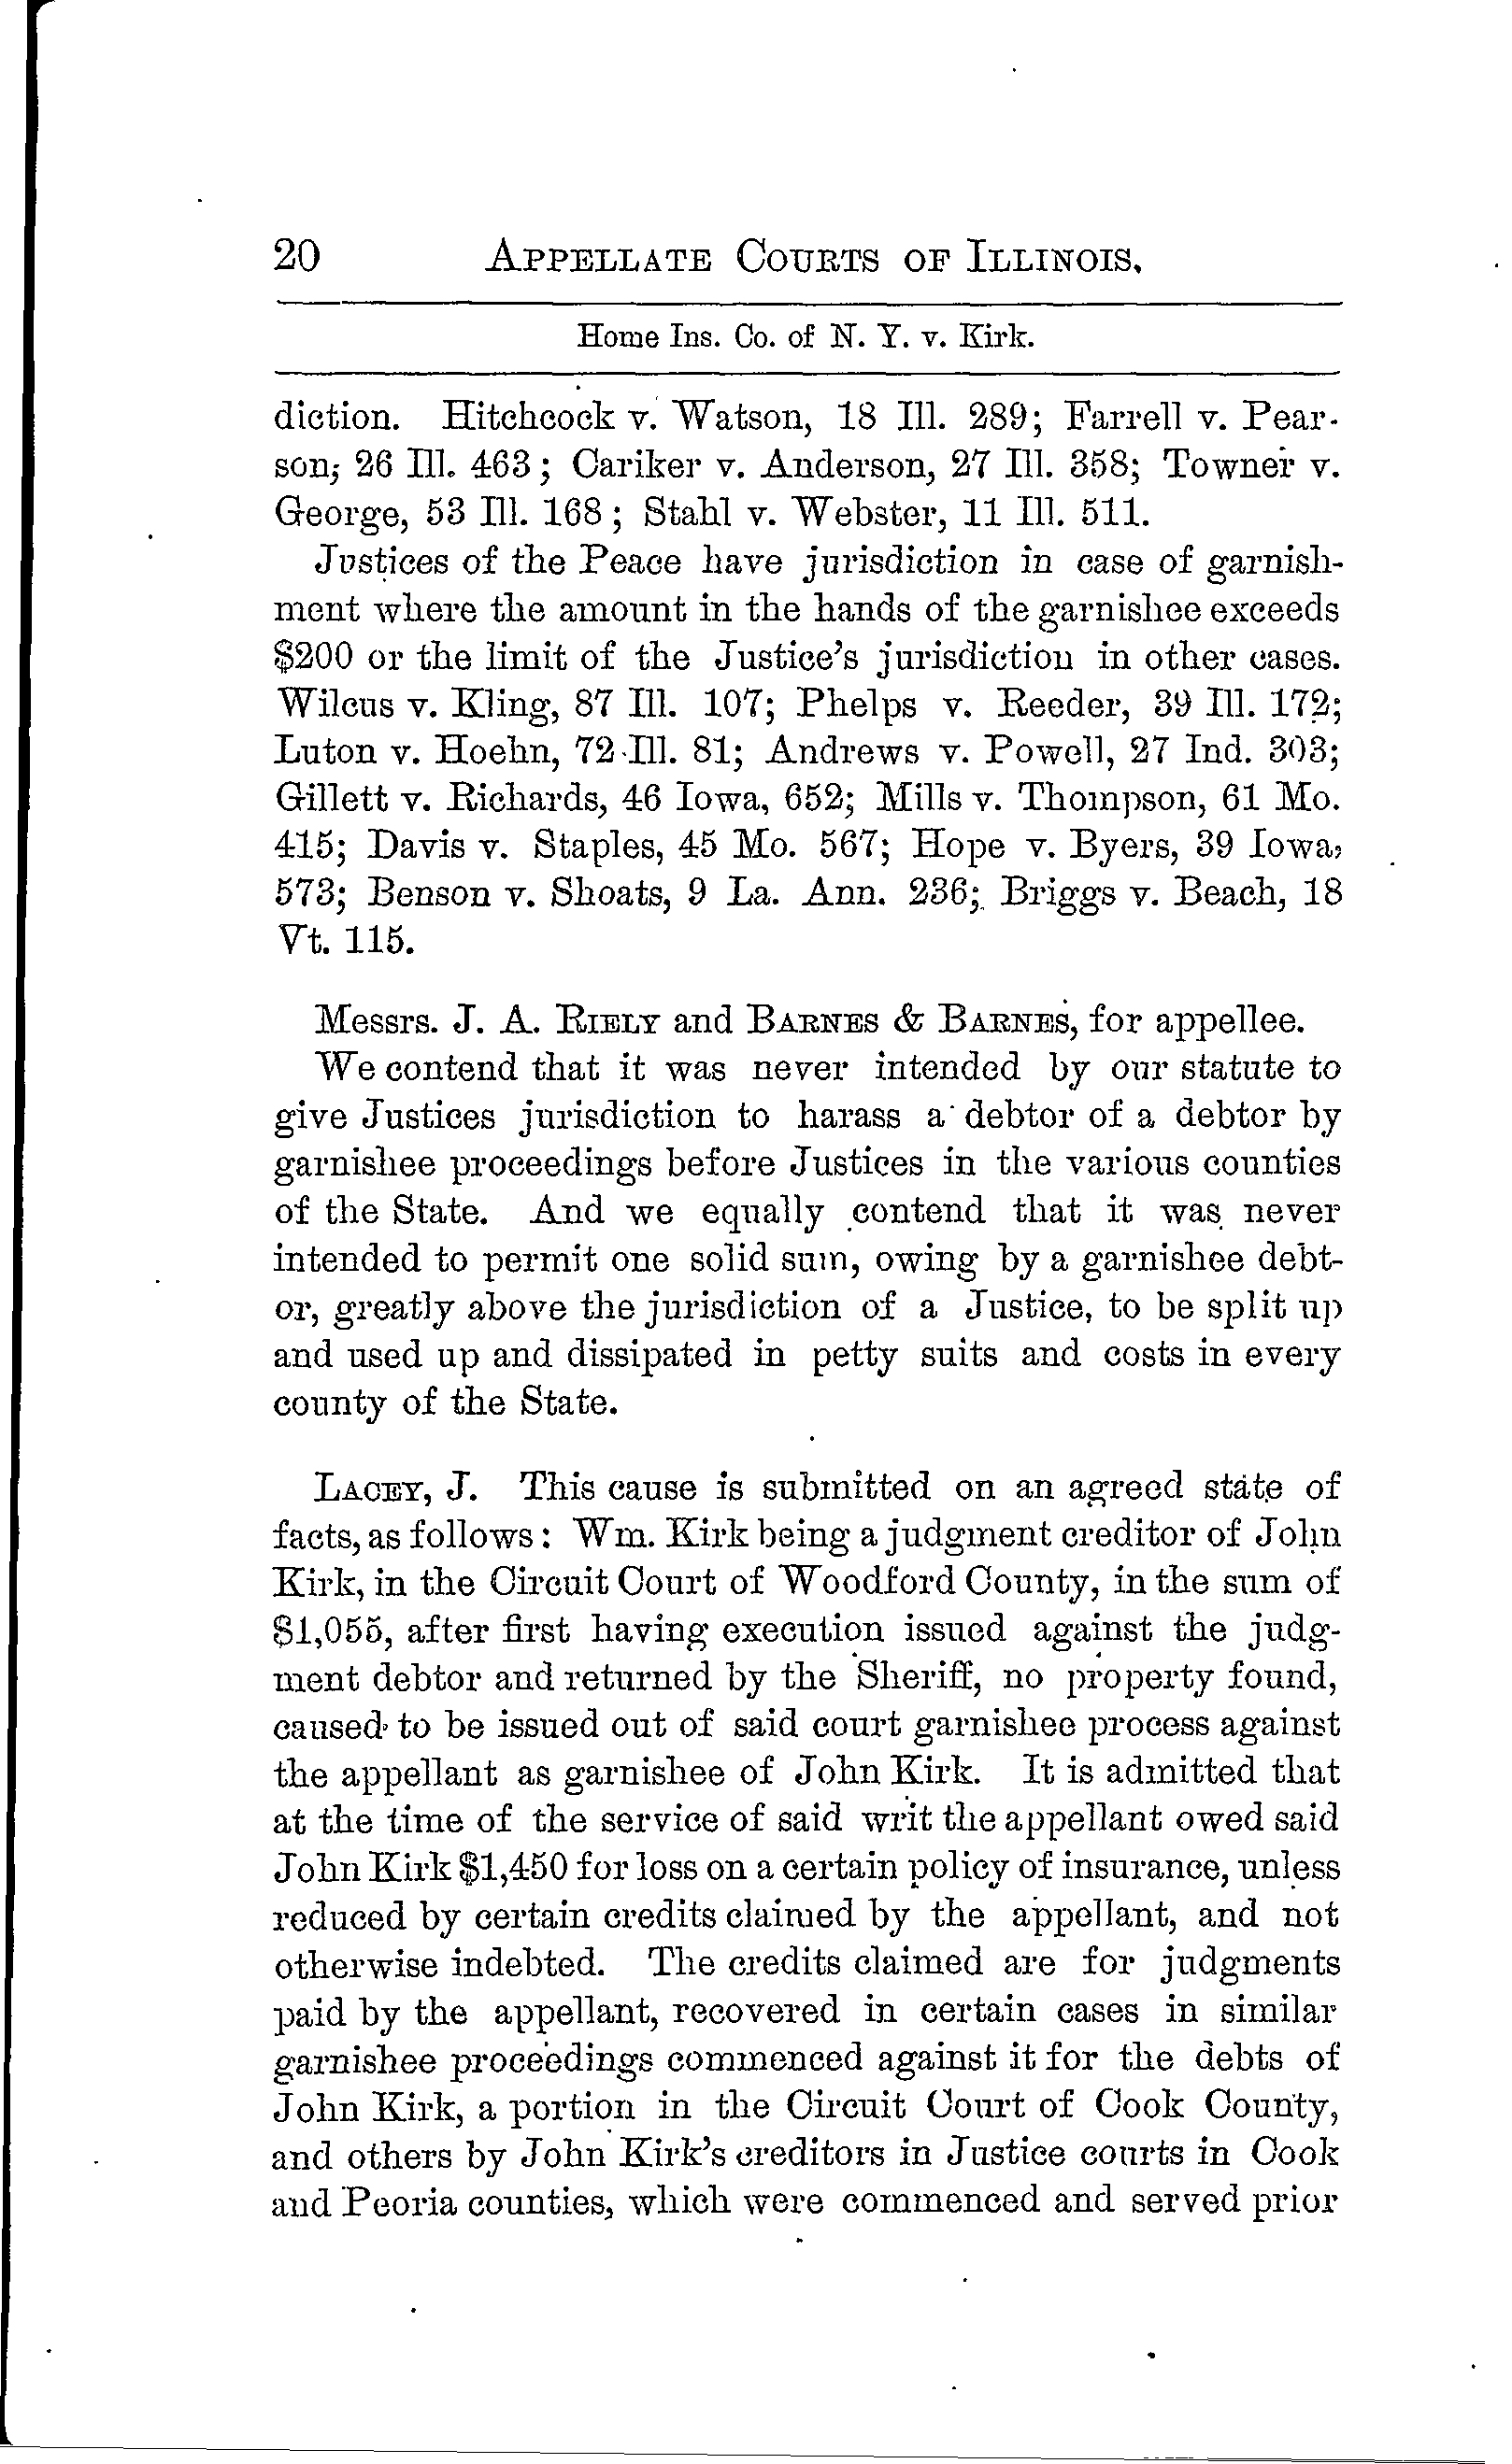 20 APPELLATE COURTS OF ILLINOIS.
Home Ins. Co. of N. Y. v. Kirk.
diction. Hitchcock v. Watson, 18 Ill. 289; Farrell v. Pear-
son, 26 Ill. 463; Cariker v. Anderson, 27 Ill. 358; Towner v.
George, 53 Ill. 168; Stahl v. Webster, 11 Ill. 511.
Justices of the Peace have jurisdiction in case of garnish-
ment where the amount in the hands of the garnishee exceeds
$200 or the limit of the Justice's jurisdiction in other cases.
Wilcus v. Kling, 87 Ill. 107; Phelps v. Reeder, 39 Ill. 172;
Luton v. Hoehn, 72 Ill. 81; Andrews v. Powell, 27 Ind. 303;
Gillett v. Richards, 46 Iowa, 652; Mills v. Thompson, 61 Mo.
415; Davis v. Staples, 45 Mo. 567; Hope v. Byers, 39 Iowa,
573; Benson v. Shoats, 9 La. Ann. 236; Briggs v. Beach, 18
Vt. 115.
Messrs. J. A. RIELY and BARNES & BARNES, for appellee.
We contend that it was never intended by our statute to
give Justices jurisdiction to harass a debtor of a debtor by
garnishee proceedings before Justices in the various counties
of the State. And we equally contend that it was never
intended to permit one solid sum, owing by a garnishee debt-
or, greatly above the jurisdiction of a Justice, to be split up
and used up and dissipated in petty suits and costs in every
county of the State.
LACEY, J. This cause is submitted on an agreed state of
facts, as follows: Wm. Kirk being a judgment creditor of John
Kirk, in the Circuit Court of Woodford County, in the sum of
$1,055, after first having execution issued against the judg-
ment debtor and returned by the Sheriff, no property found,
caused to be issued out of said court garnishee process against
the appellant as garnishee of John Kirk. It is admitted that
at the time of the service of said writ the appellant owed said
John Kirk $1,450 for loss on a certain policy of insurance, unless
reduced by certain credits claimed by the appellant, and not
otherwise indebted. The credits claimed are for judgments
paid by the appellant, recovered in certain cases in similar
garnishee proceedings commenced against it for the debts of
John Kirk, a portion in the Circuit Court of Cook County,
and others by John Kirk's creditors in Justice courts in Cook
and Peoria counties, which were commenced and served prior